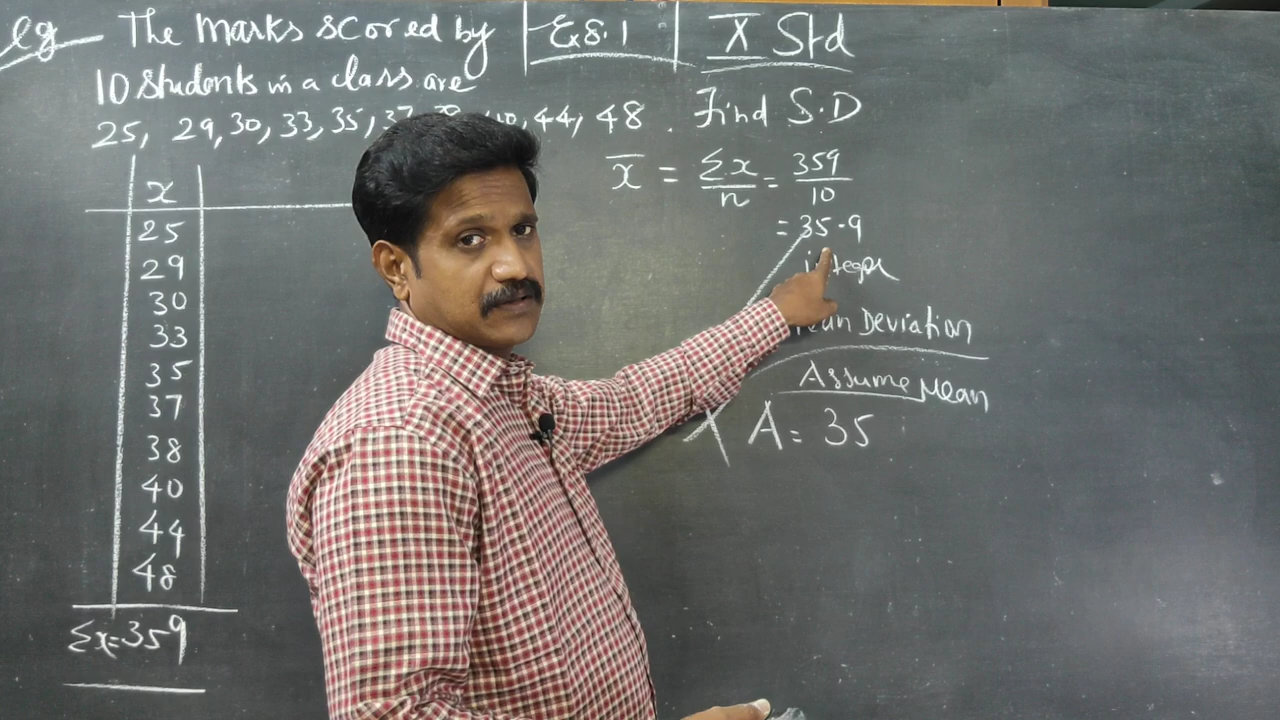 eg The Marks scored by
10 students in a class are
25, 29, 30, 33, 35, 37, 44, 48. Find S.D
Ex 8.1
X Std
x
25
29
30
33
35
37
38
40
44
48
Σx=359
x̄ = Σx/n = 359/10
= 35.9
Deviation
Assume Mean
X A = 35